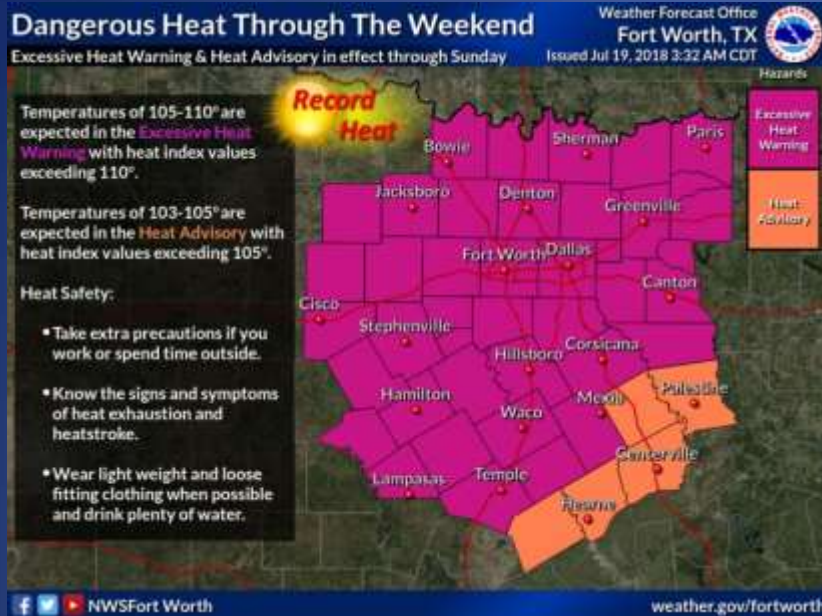 Dangerous Heat Through The Weekend
Excessive Heat Warning & Heat Advisory in effect through Sunday
Weather Forecast Office
Fort Worth, TX
Issued Jul 19, 2018 3:32 AM CDT
Temperatures of 105-110° are
expected in the Excessive Heat
Warning with heat index values
exceeding 110°.
Temperatures of 103-105° are
expected in the Heat Advisory with
heat index values exceeding 105°.
Heat Safety:
• Take extra precautions if you
work or spend time outside.
• Know the signs and symptoms
of heat exhaustion and
heatstroke.
• Wear light weight and loose
fitting clothing when possible
and drink plenty of water.
Record
Heat
Hazards
Excessive
Heat
Warning
Heat
Advisory
Bowie
Sherman
Paris
Jacksboro
Denton
Greenville
Fort Worth
Dallas
Canton
Cisco
Stephenville
Hillsboro
Corsicana
Hamilton
Waco
Mexia
Palestine
Lampasas
Temple
Centerville
Hearne
NWSFort Worth
weather.gov/fortworth